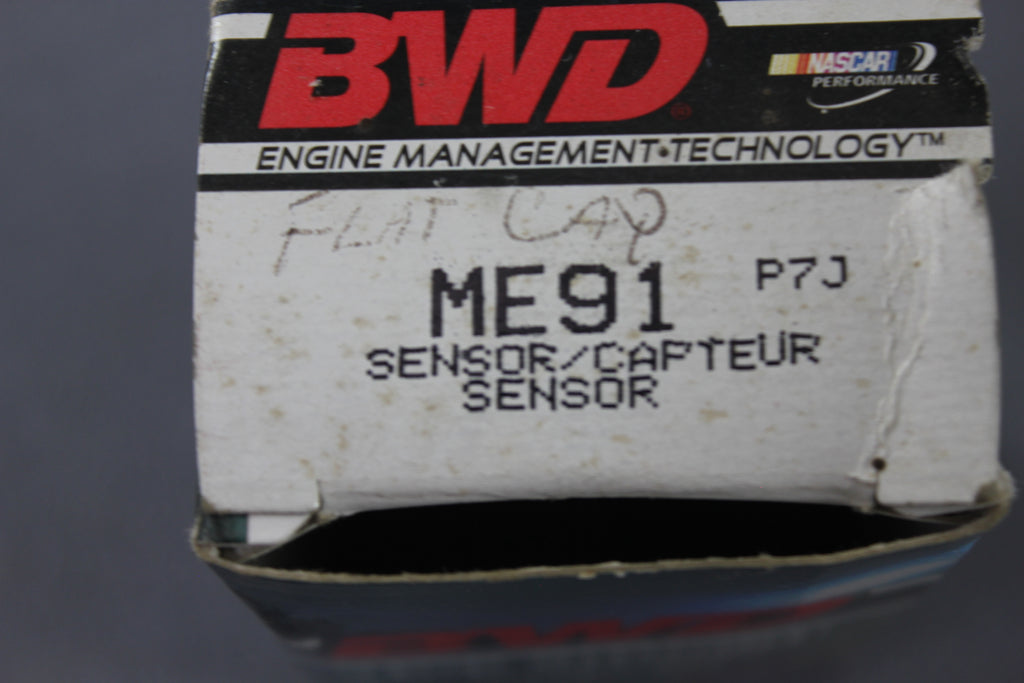 BWD®
NASCAR
PERFORMANCE
ENGINE MANAGEMENT•TECHNOLOGY™
FLAT CAP
ME91
P7J
SENSOR/CAPTEUR
SENSOR